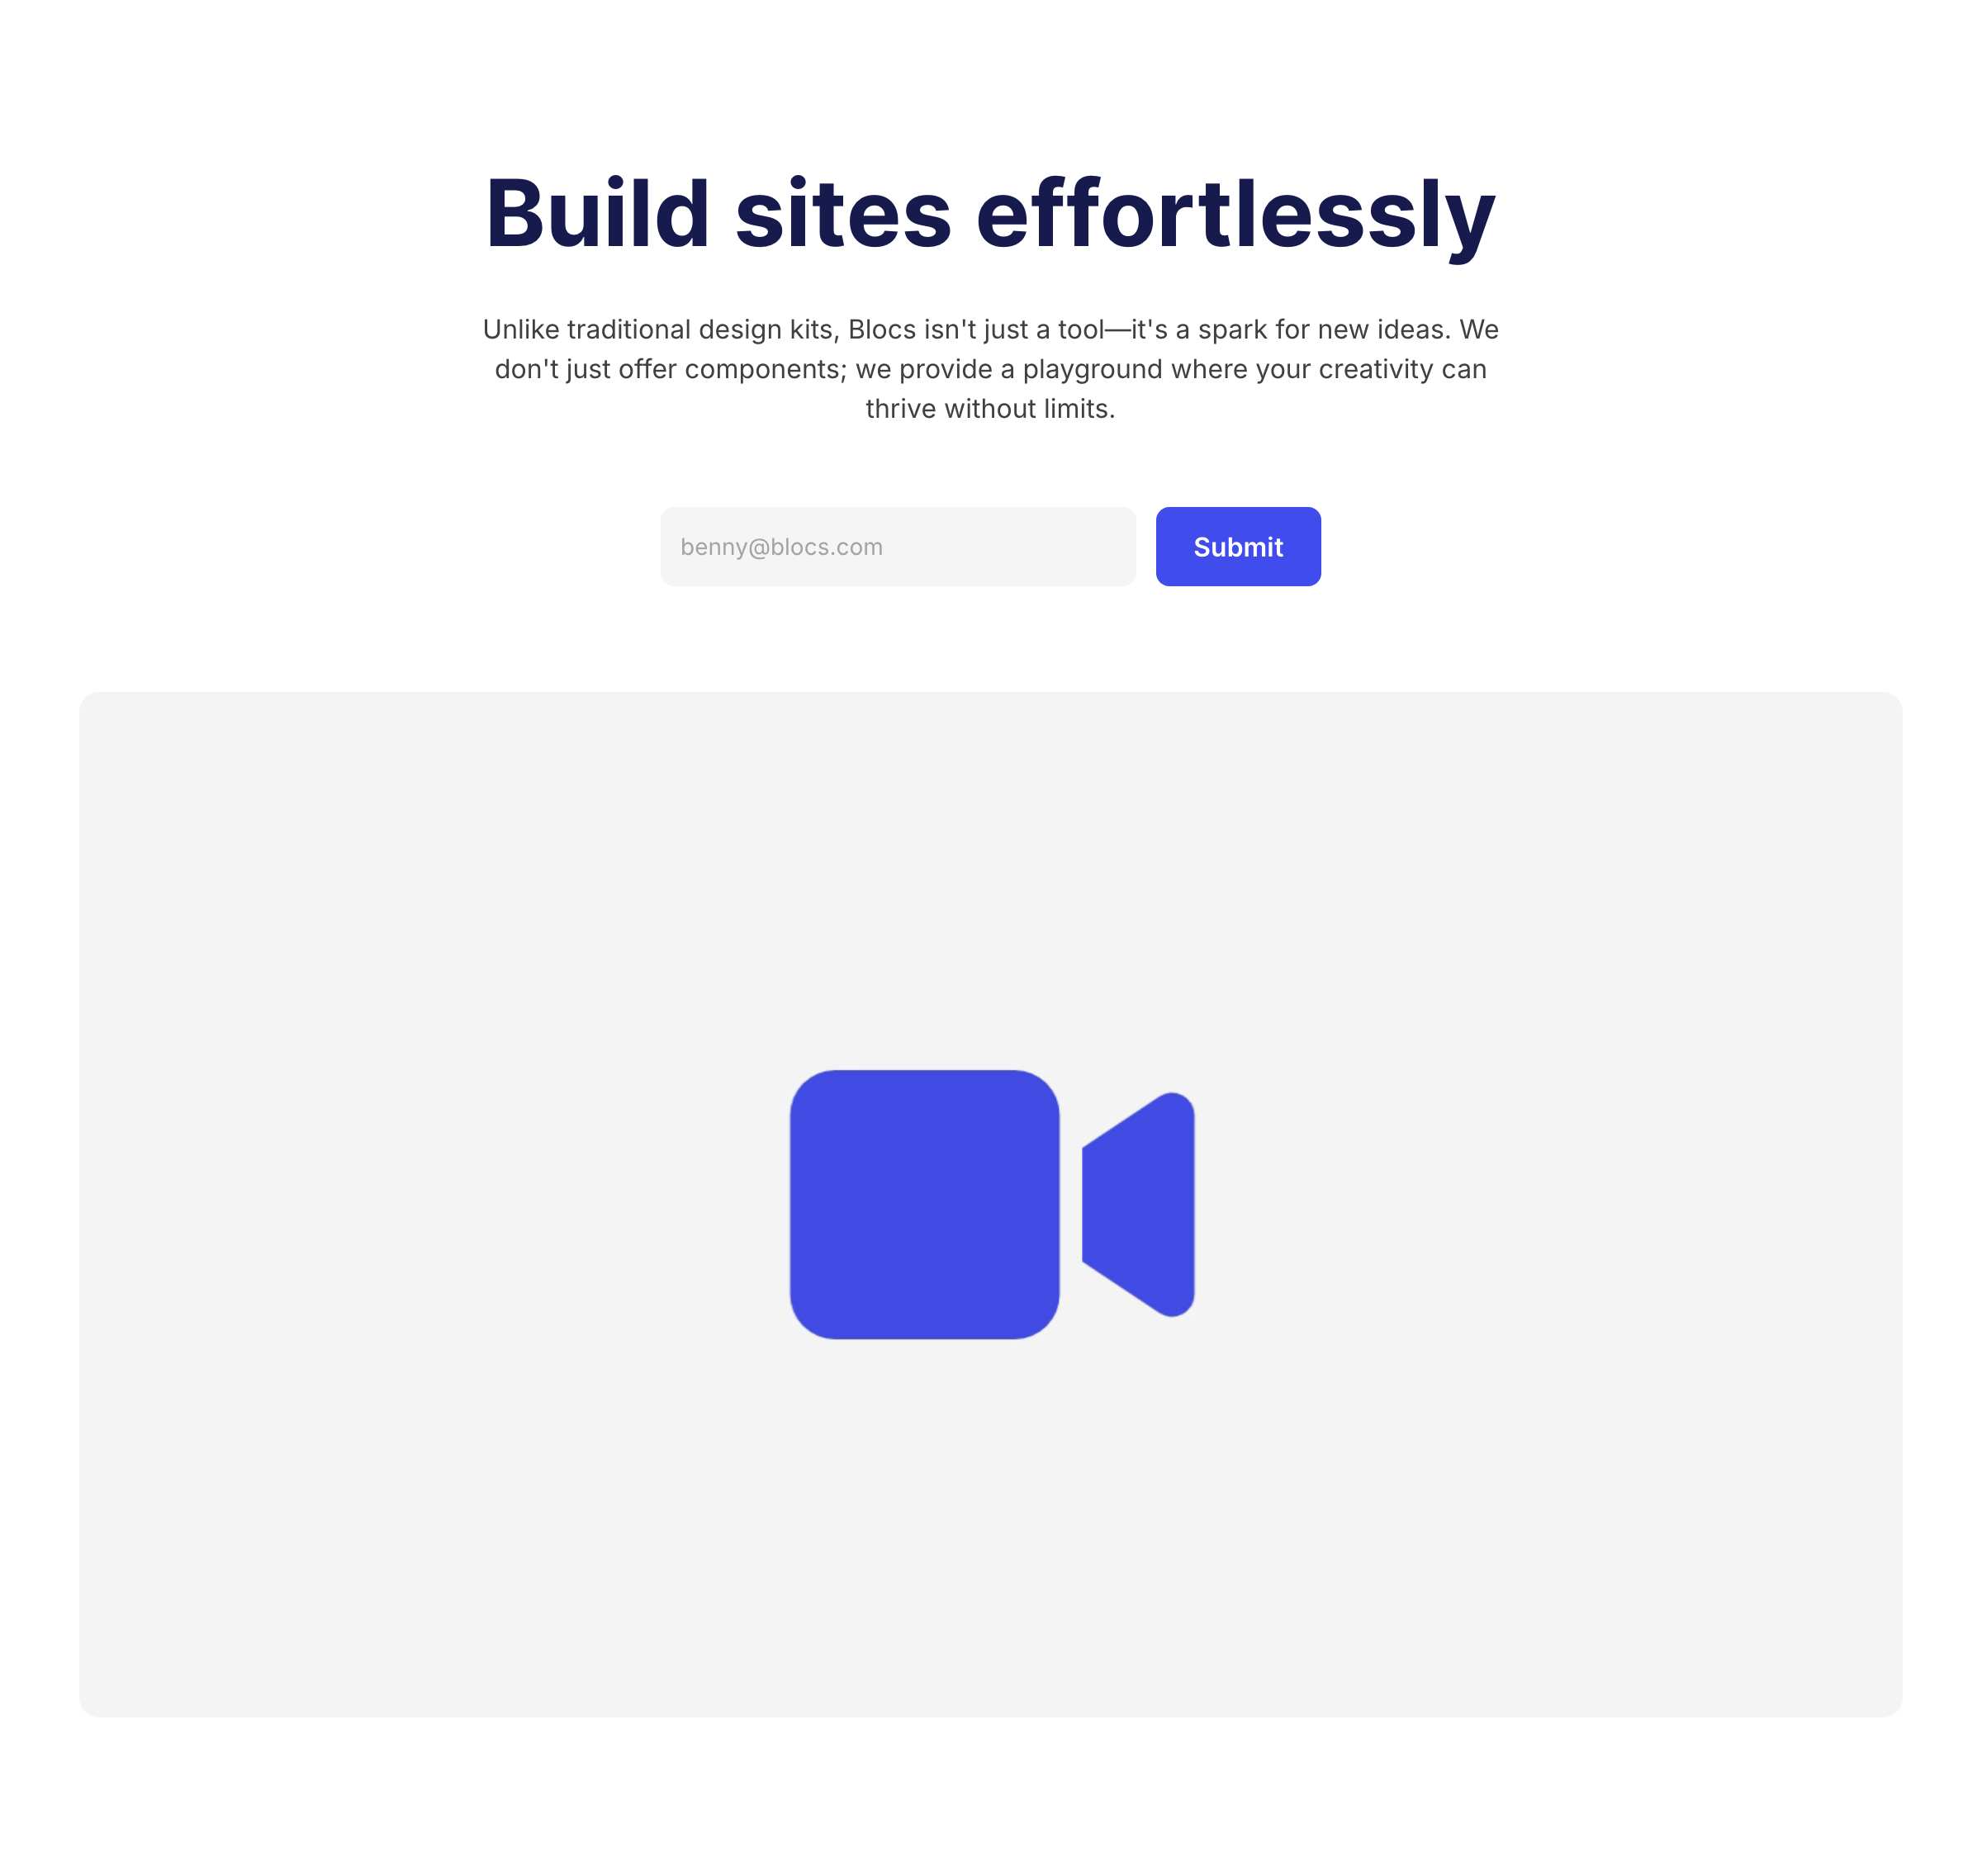 Build sites effortlessly
Unlike traditional design kits, Blocs isn't just a tool—it's a spark for new ideas. We
don't just offer components; we provide a playground where your creativity can
thrive without limits.
benny@blocs.com
Submit